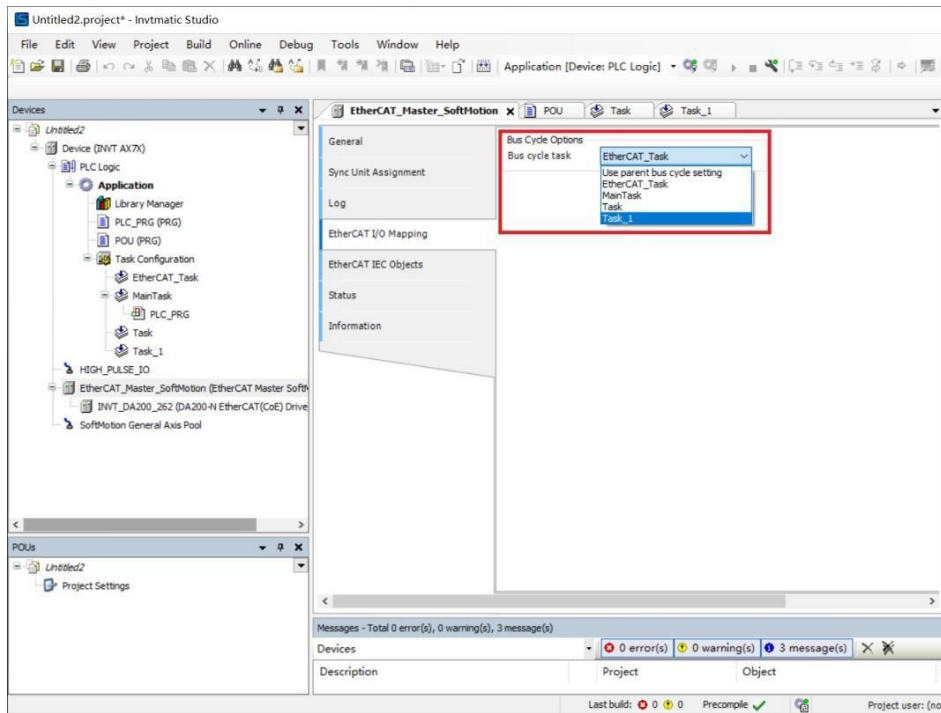 Untitled2.project* - Invtmatic Studio
File Edit View Project Build Online Debug Tools Window Help
Application [Device: PLC Logic]
Devices
Untitled2
Device (INVT AX7X)
PLC Logic
Application
Library Manager
PLC_PRG (PRG)
POU (PRG)
Task Configuration
EtherCAT_Task
MainTask
PLC_PRG
Task
Task_1
HIGH_PULSE_IO
EtherCAT_Master_SoftMotion (EtherCAT Master Soft
INVT_DA200_262 (DA200-N EtherCAT(CoE) Drive
SoftMotion General Axis Pool
EtherCAT_Master_SoftMotion POU Task Task_1
General
Sync Unit Assignment
Log
EtherCAT I/O Mapping
EtherCAT IEC Objects
Status
Information
Bus Cycle Options
Bus cycle task EtherCAT_Task
Use parent bus cycle setting
EtherCAT_Task
MainTask
Task
Task_1
POUs
Untitled2
Project Settings
Messages - Total 0 error(s), 0 warning(s), 3 message(s)
Devices 0 error(s) 0 warning(s) 3 message(s)
Description Project Object
Last build: 0 0 Precompile Project user: (no